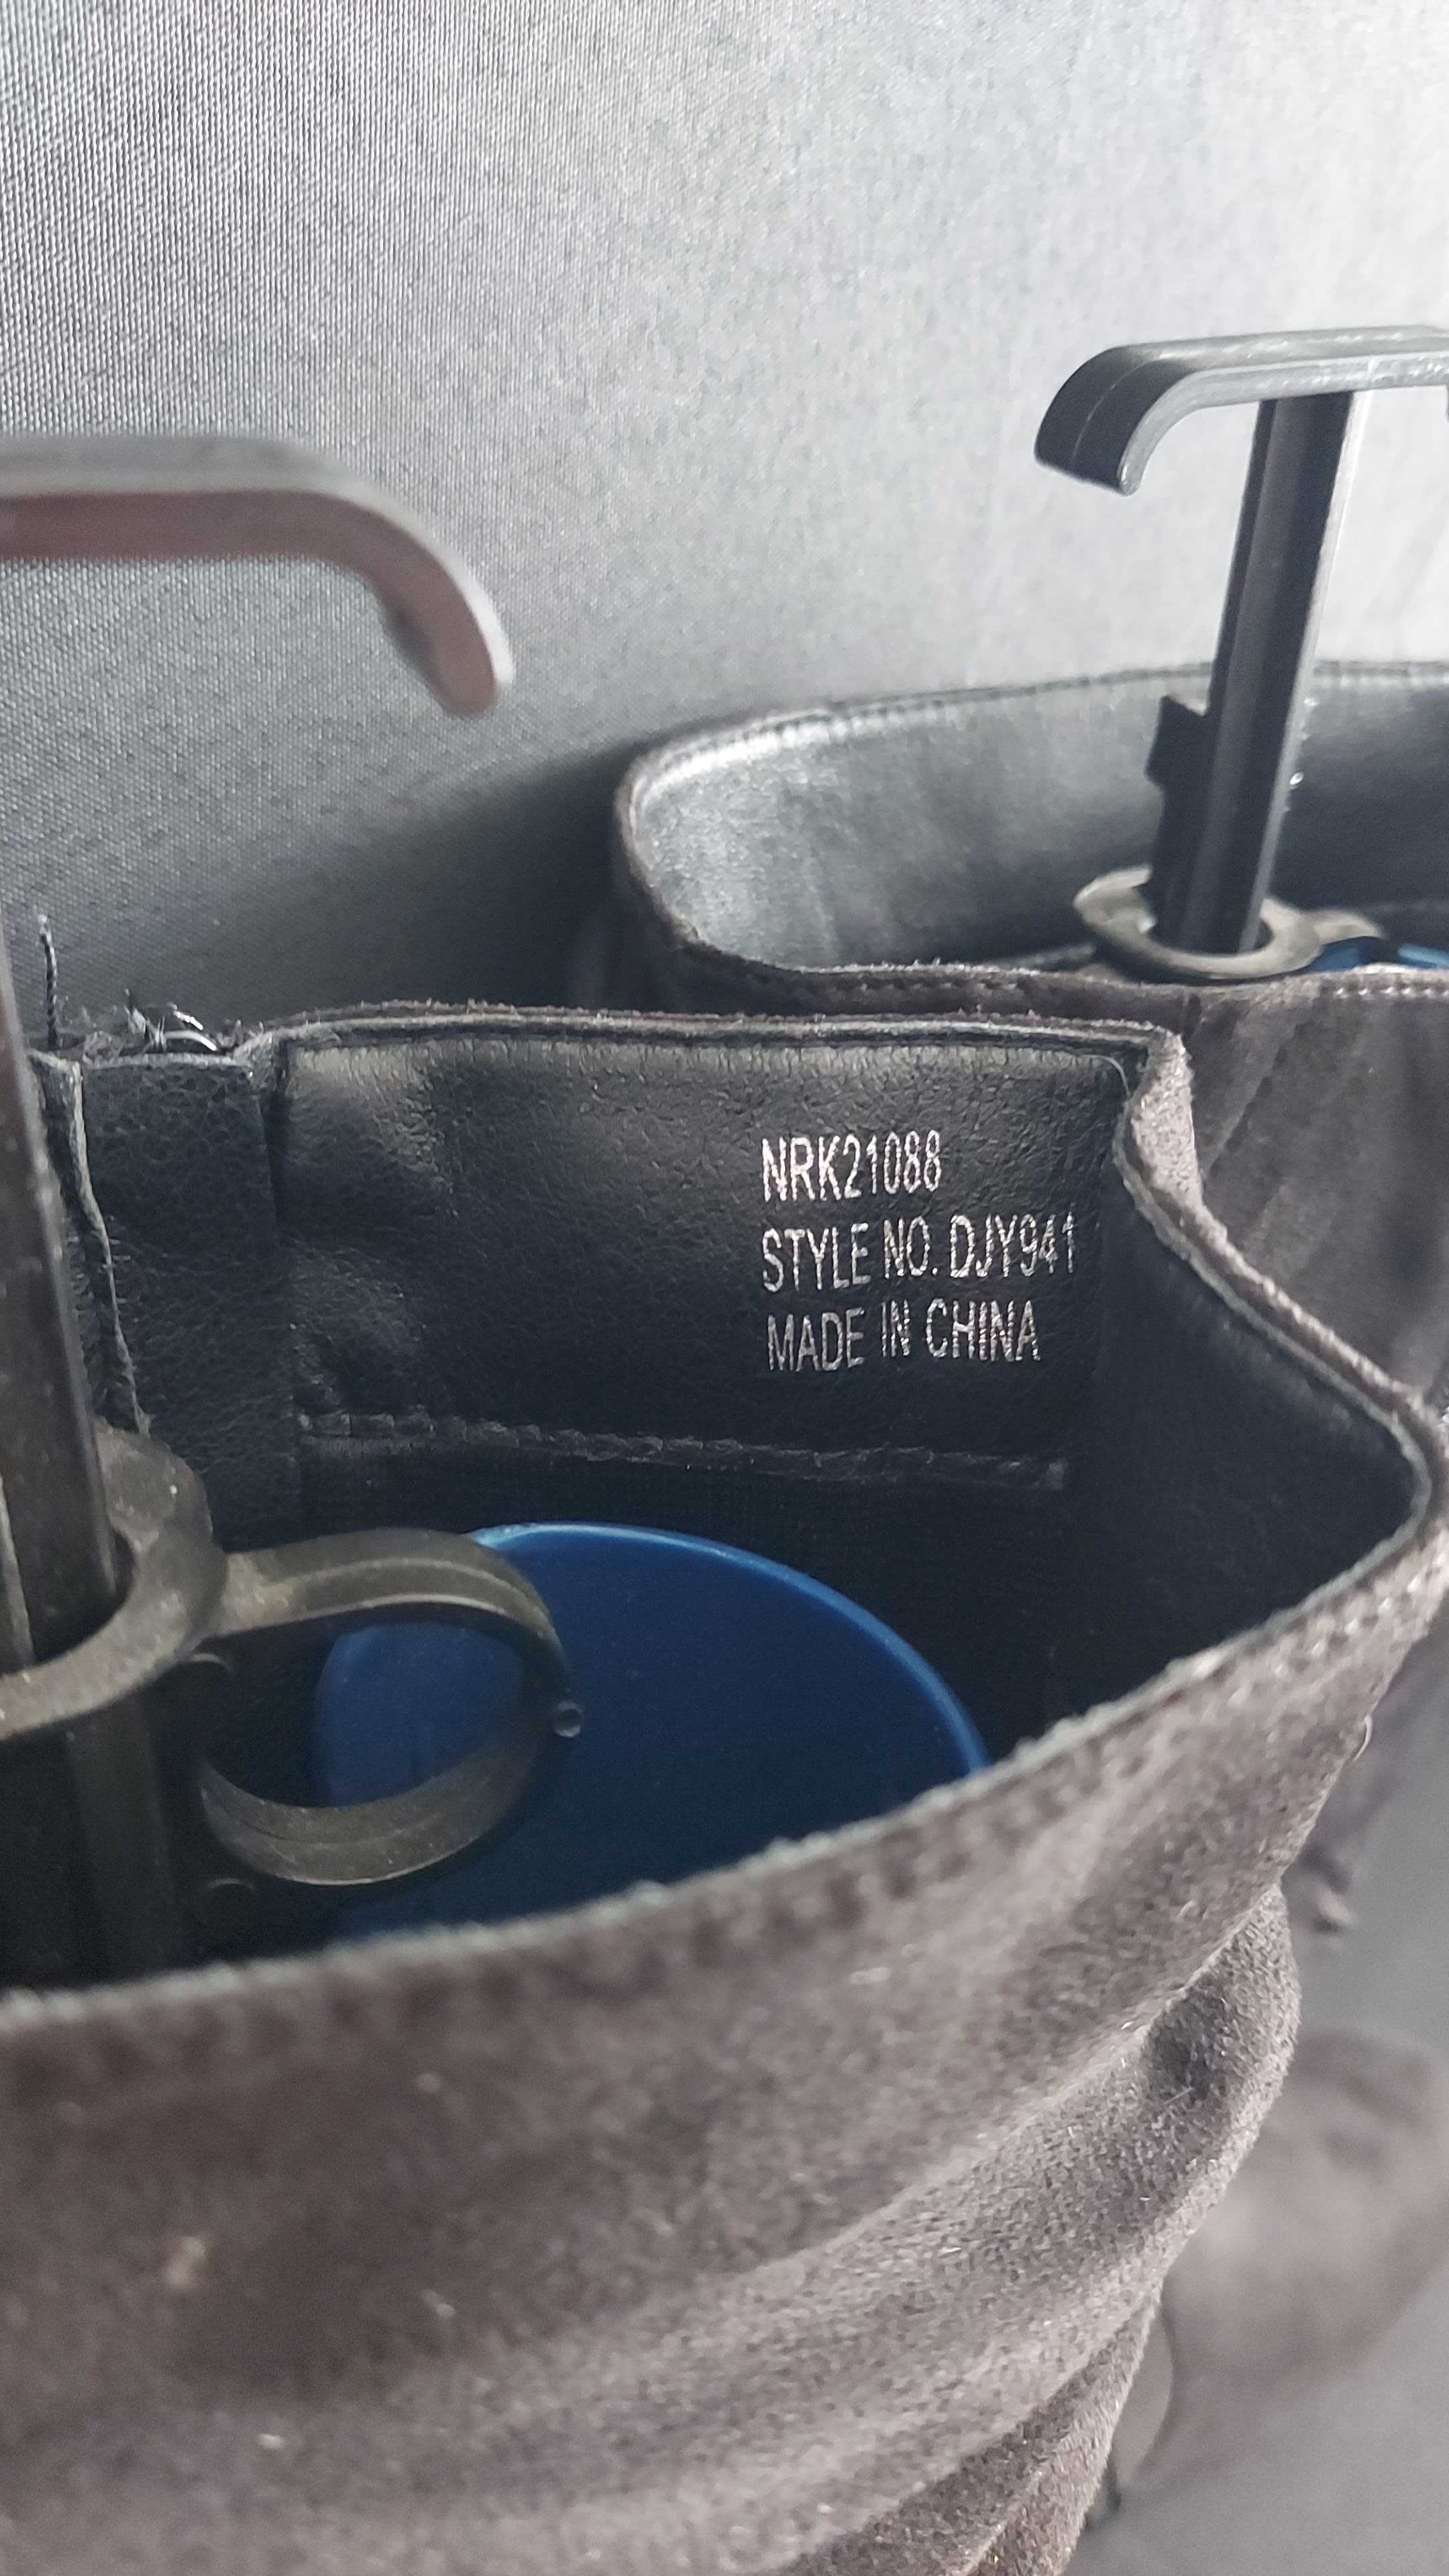 NRK21088
STYLE NO. DJY941
MADE IN CHINA